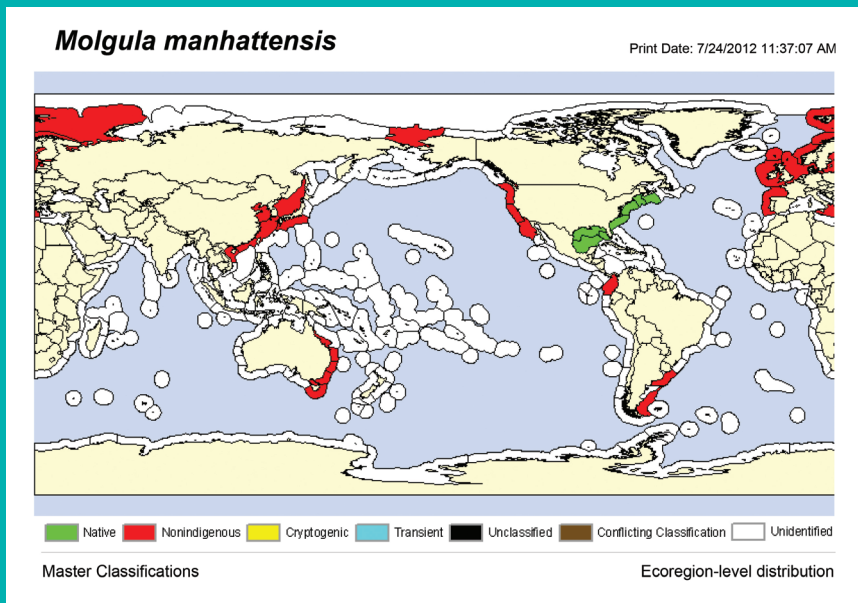 Molgula manhattensis
Print Date: 7/24/2012 11:37:07 AM
Native Nonindigenous Cryptogenic Transient Unclassified Conflicting Classification Unidentified
Master Classifications Ecoregion-level distribution